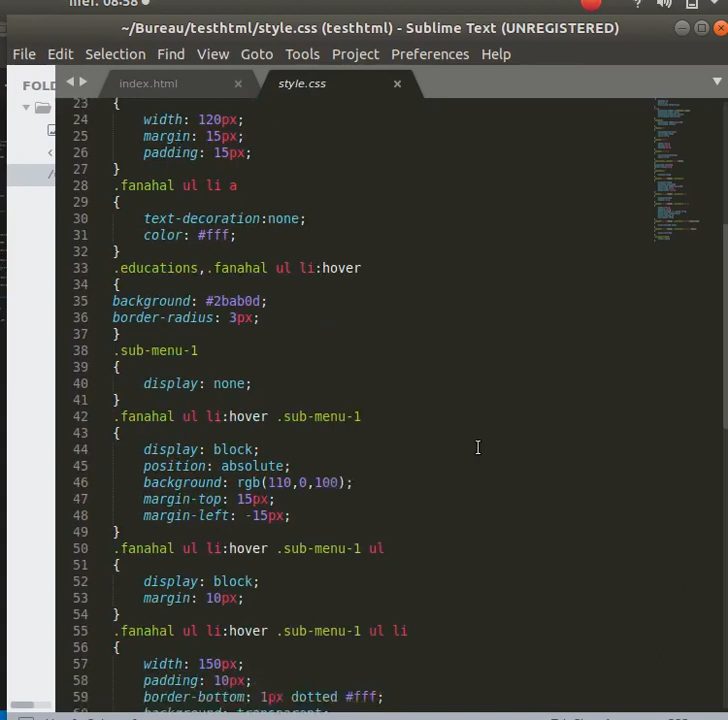 mer. 08:58
~/Bureau/testhtml/style.css (testhtml) - Sublime Text (UNREGISTERED)
File Edit Selection Find View Goto Tools Project Preferences Help
FOLD
index.html × style.css ×
23 {
24 width: 120px;
25 margin: 15px;
26 padding: 15px;
27 }
28 .fanahal ul li a
29 {
30 text-decoration:none;
31 color: #fff;
32 }
33 .educations,.fanahal ul li:hover
34 {
35 background: #2bab0d;
36 border-radius: 3px;
37 }
38 .sub-menu-1
39 {
40 display: none;
41 }
42 .fanahal ul li:hover .sub-menu-1
43 {
44 display: block;
45 position: absolute;
46 background: rgb(110,0,100);
47 margin-top: 15px;
48 margin-left: -15px;
49 }
50 .fanahal ul li:hover .sub-menu-1 ul
51 {
52 display: block;
53 margin: 10px;
54 }
55 .fanahal ul li:hover .sub-menu-1 ul li
56 {
57 width: 150px;
58 padding: 10px;
59 border-bottom: 1px dotted #fff;
60 background: transparent;